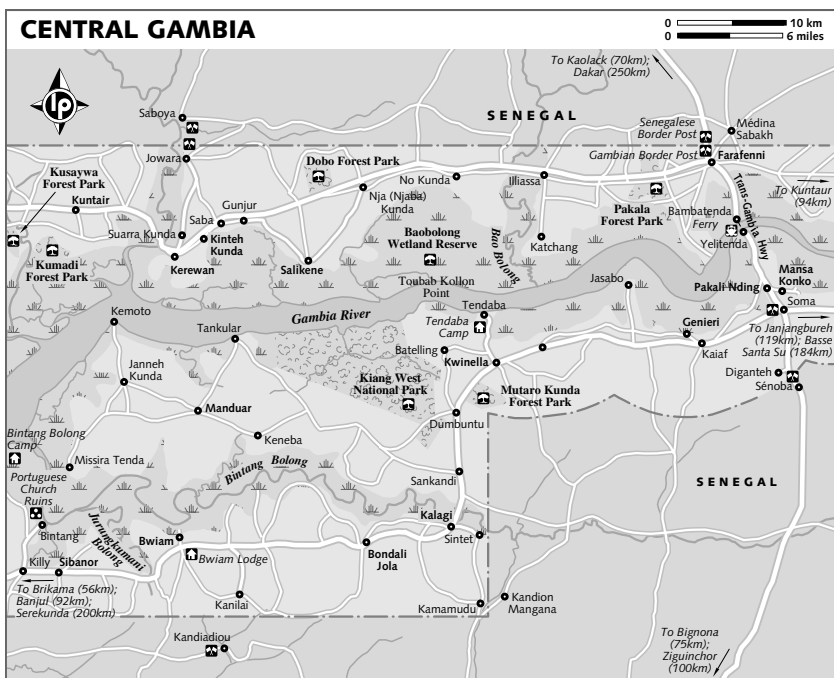 CENTRAL GAMBIA
0 10 km
0 6 miles
To Kaolack (70km);
Dakar (250km)
lp
Saboya
SENEGAL
Senegalese
Border Post
Médina
Sabakh
Jowara
Dobo Forest Park
Gambian Border Post
Farafenni
Kusaywa
Forest Park
No Kunda
Illiassa
To Kuntaur
(94km)
Nja (Njaba)
Kunda
Pakala
Forest Park
Trans-Gambia Hwy
Kuntair
Gunjur
Saba
Bambatenda
Ferry
Suarra Kunda
Kinteh
Kunda
Baobolong
Wetland Reserve
Bao Bolong
Katchang
Yelitenda
Kumadi
Forest Park
Kerewan
Salikene
Toubab Kollon
Point
Jasabo
Mansa
Konko
Pakali Nding
Kemoto
Gambia River
Tendaba
Soma
Tankular
Tendaba
Camp
Genieri
To Janjangbureh
(119km); Basse
Santa Su (184km)
Batelling
Kwinella
Kaiaf
Janneh
Kunda
Kiang West
National Park
Diganteh
Sénoba
Manduar
Mutaro Kunda
Forest Park
Dumbuntu
Bintang Bolong
Camp
Keneba
Missira Tenda
Bintang Bolong
Sankandi
SENEGAL
Portuguese
Church
Ruins
Jurungkumani
Bolong
Kalagi
Bintang
Bwiam
Sintet
Killy
Sibanor
Bwiam Lodge
Bondali
Jola
To Brikama (56km);
Banjul (92km);
Serekunda (200km)
Kanilai
Kamamudu
Kandion
Mangana
Kandiadiou
To Bignona
(75km);
Ziguinchor
(100km)